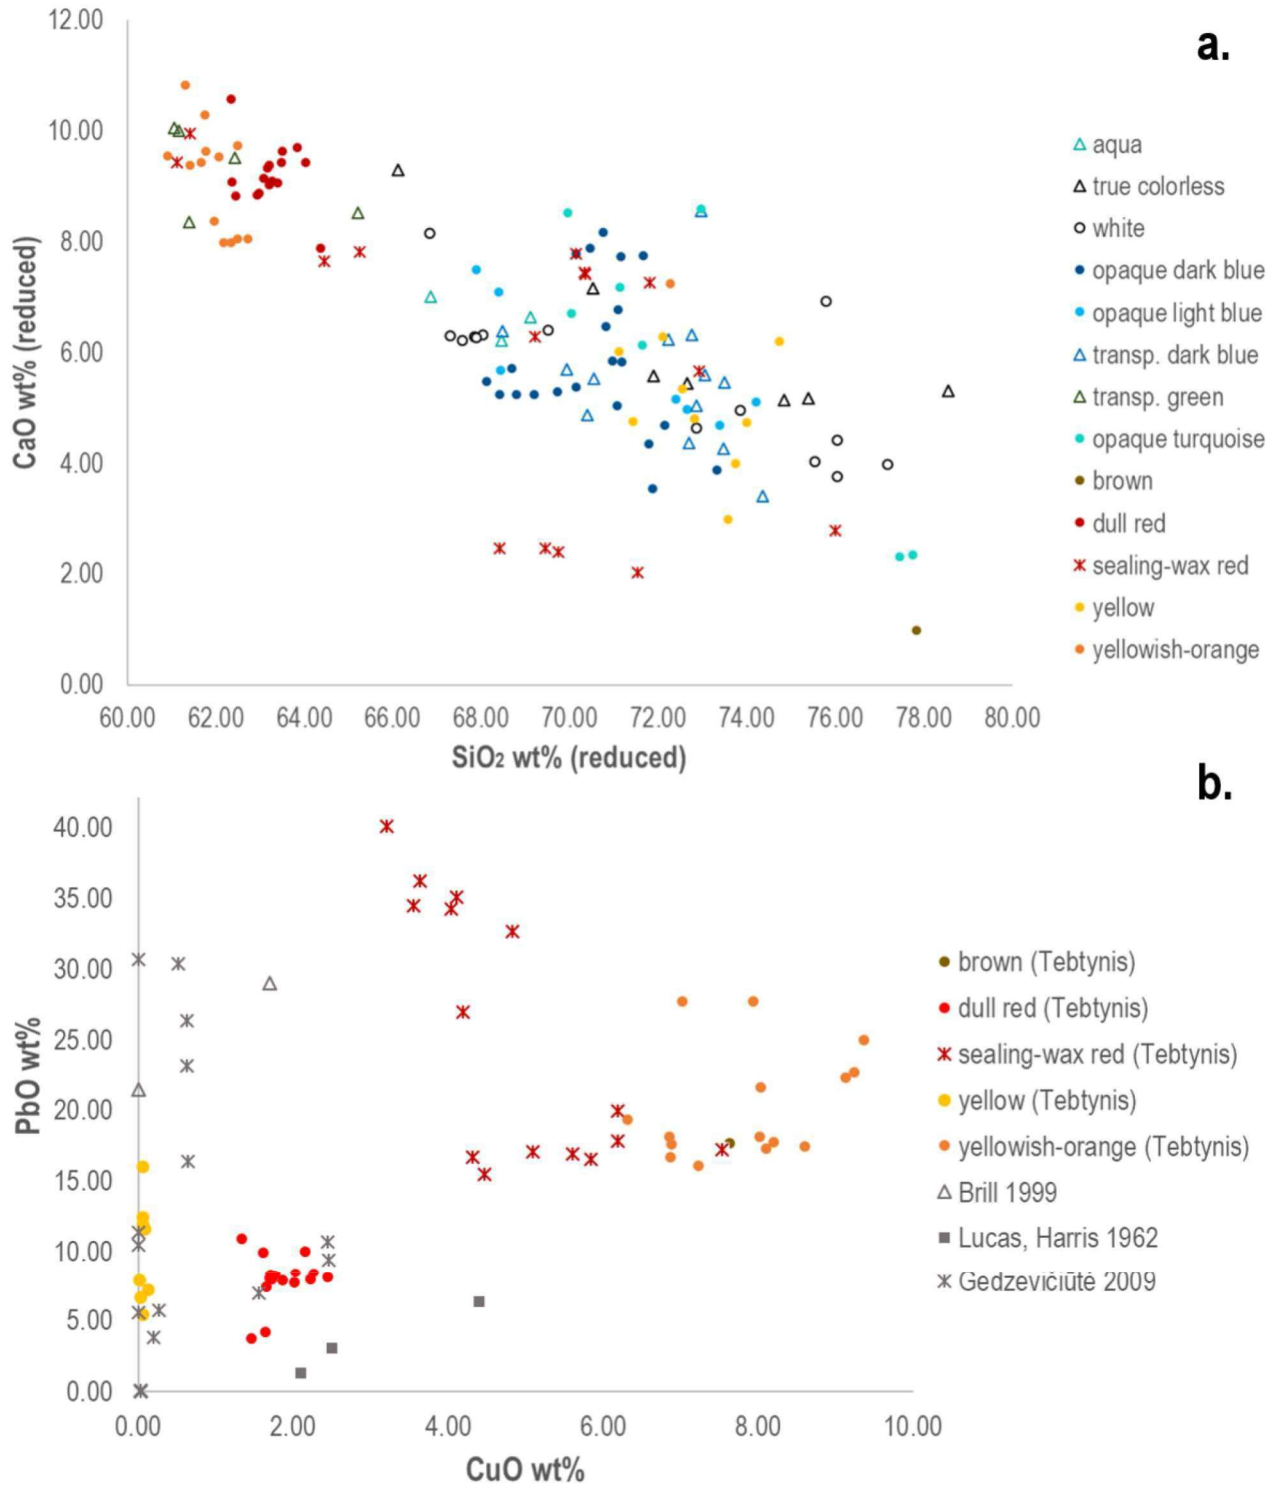 a.
12.00
10.00
8.00
6.00
4.00
2.00
0.00
CaO wt% (reduced)
60.00 62.00 64.00 66.00 68.00 70.00 72.00 74.00 76.00 78.00 80.00
SiO₂ wt% (reduced)
aqua
true colorless
white
opaque dark blue
opaque light blue
transp. dark blue
transp. green
opaque turquoise
brown
dull red
sealing-wax red
yellow
yellowish-orange
b.
40.00
35.00
30.00
25.00
20.00
15.00
10.00
5.00
0.00
PbO wt%
0.00 2.00 4.00 6.00 8.00 10.00
CuO wt%
brown (Tebtynis)
dull red (Tebtynis)
sealing-wax red (Tebtynis)
yellow (Tebtynis)
yellowish-orange (Tebtynis)
Brill 1999
Lucas, Harris 1962
Gedzevičiūtė 2009